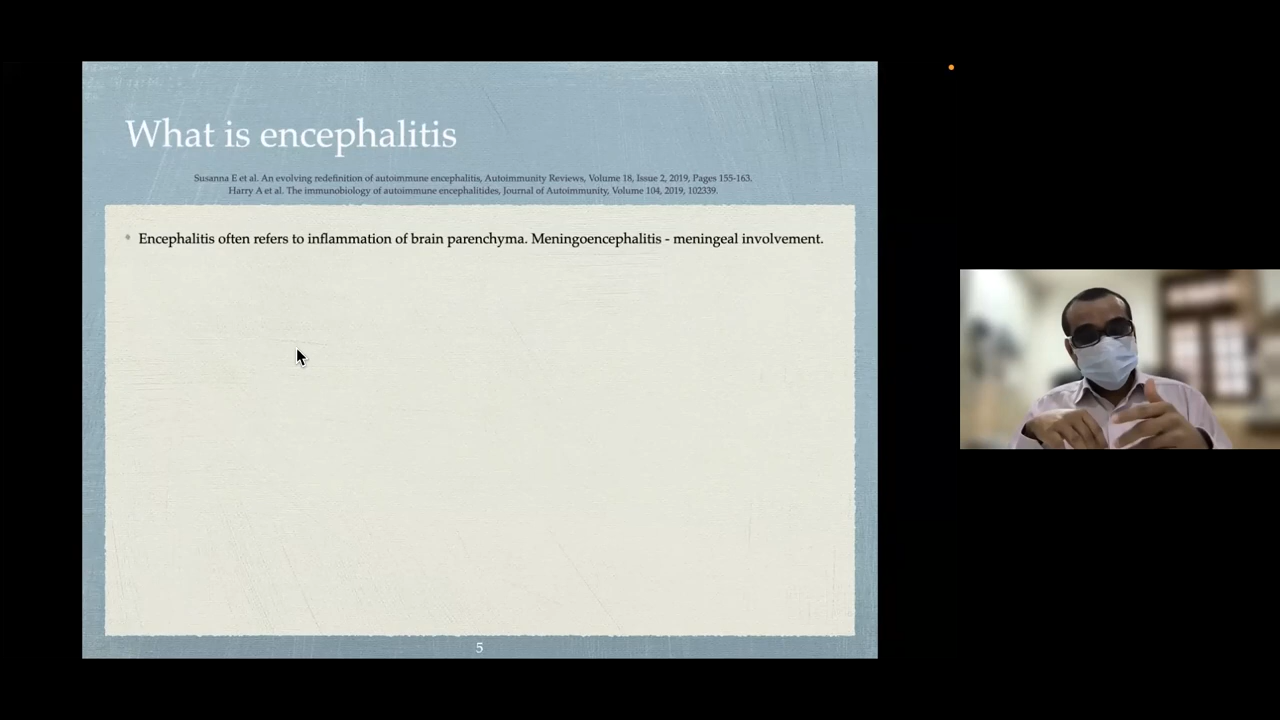 What is encephalitis
Susanna E et al. An evolving redefinition of autoimmune encephalitis, Autoimmunity Reviews, Volume 18, Issue 2, 2019, Pages 155-163.
Harry A et al. The immunobiology of autoimmune encephalitides, Journal of Autoimmunity, Volume 104, 2019, 102339.
Encephalitis often refers to inflammation of brain parenchyma. Meningoencephalitis - meningeal involvement.
5